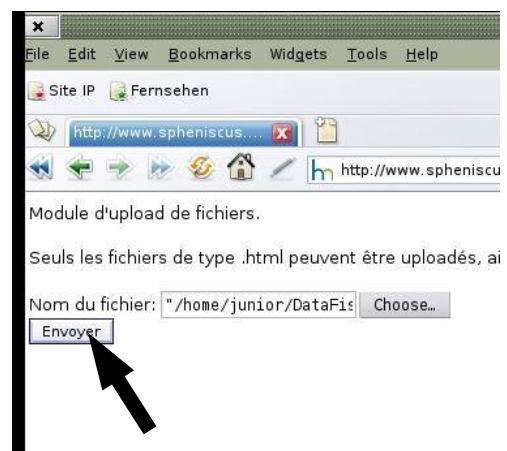 File Edit View Bookmarks Widgets Tools Help
Site IP Fernsehen
http://www.spheniscus....
http://www.spheniscu
Module d'upload de fichiers.
Seuls les fichiers de type .html peuvent être uploadés, ai
Nom du fichier: "/home/junior/DataFis Choose…
Envoyer